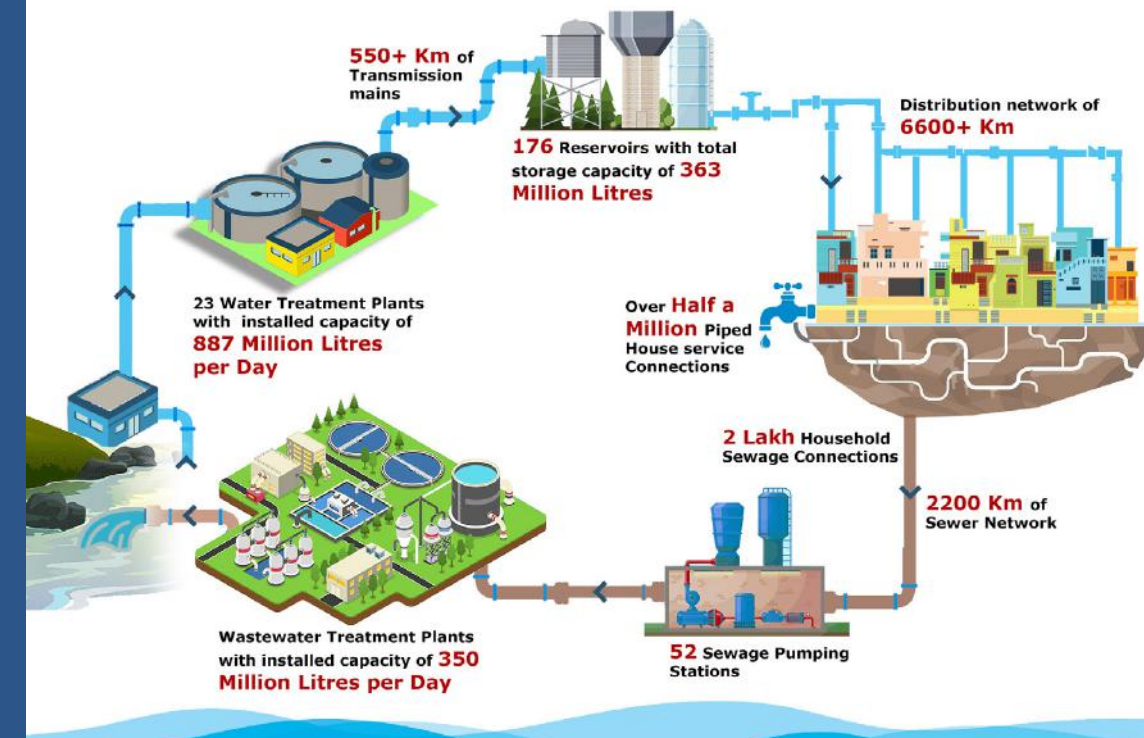 550+ Km of
Transmission
mains
176 Reservoirs with total
storage capacity of 363
Million Litres
Distribution network of
6600+ Km
23 Water Treatment Plants
with installed capacity of
887 Million Litres
per Day
Over Half a
Million Piped
House service
Connections
2 Lakh Household
Sewage Connections
2200 Km of
Sewer Network
Wastewater Treatment Plants
with installed capacity of 350
Million Litres per Day
52 Sewage Pumping
Stations